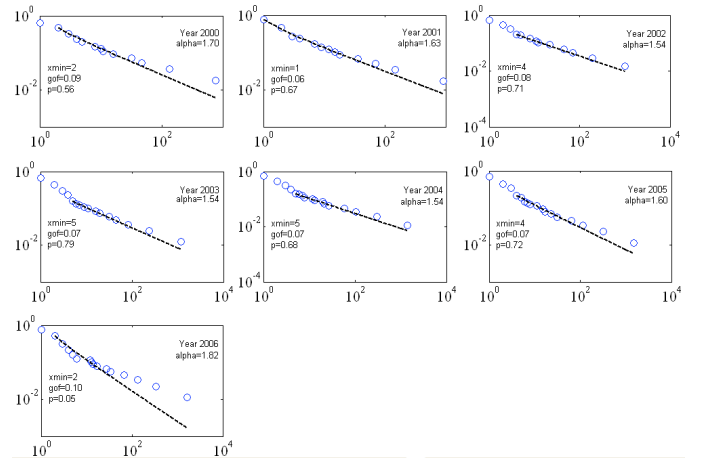 10^0
Year 2000
alpha=1.70
xmin=2
gof=0.09
p=0.56
10^-2
10^0
10^2
10^0
Year 2001
alpha=1.63
xmin=1
gof=0.06
p=0.67
10^-2
10^0
10^2
10^0
Year 2002
alpha=1.54
xmin=4
gof=0.08
p=0.71
10^-2
10^-4
10^0
10^2
10^4
10^0
Year 2003
alpha=1.54
xmin=5
gof=0.07
p=0.79
10^-2
10^0
10^2
10^4
10^0
Year 2004
alpha=1.54
xmin=5
gof=0.07
p=0.68
10^-2
10^-4
10^0
10^2
10^4
10^0
Year 2005
alpha=1.60
xmin=4
gof=0.07
p=0.72
10^-2
10^0
10^2
10^4
10^0
Year 2006
alpha=1.82
xmin=2
gof=0.10
p=0.05
10^-2
10^0
10^2
10^4